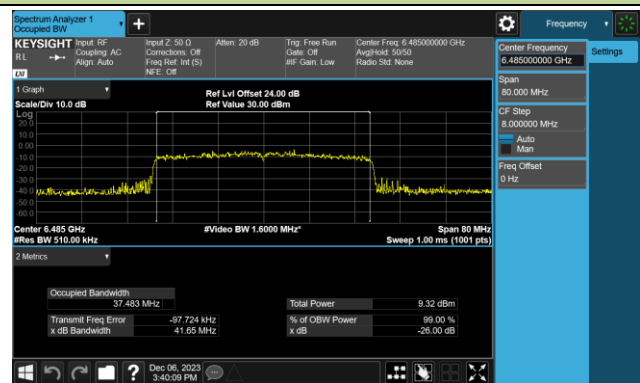 Spectrum Analyzer 1
Occupied BW
Frequency
KEYSIGHT
Input: RF
Input Z: 50 Ω
Atten: 20 dB
Trig: Free Run
Center Freq: 6.485000000 GHz
RL
Coupling: AC
Corrections: Off
Gate: Off
Avg|Hold: 50/50
Align: Auto
Freq Ref: Int (S)
#IF Gain: Low
Radio Std: None
NFE: Off
LXI
Center Frequency
6.485000000 GHz
Settings
Span
80.000 MHz
CF Step
8.000000 MHz
Auto
Man
Freq Offset
0 Hz
1 Graph
Ref Lvl Offset 24.00 dB
Scale/Div 10.0 dB
Ref Value 30.00 dBm
Log
20.0
10.0
0.00
-10.0
-20.0
-30.0
-40.0
-50.0
-60.0
Center 6.485 GHz
#Video BW 1.6000 MHz*
Span 80 MHz
#Res BW 510.00 kHz
Sweep 1.00 ms (1001 pts)
2 Metrics
Occupied Bandwidth
37.483 MHz
Total Power
9.32 dBm
Transmit Freq Error
-97.724 kHz
% of OBW Power
99.00 %
x dB Bandwidth
41.65 MHz
x dB
-26.00 dB
?
Dec 06, 2023
3:40:09 PM